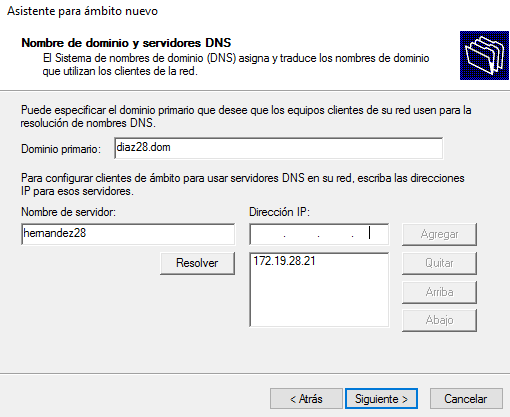 Asistente para ámbito nuevo
Nombre de dominio y servidores DNS
El Sistema de nombres de dominio (DNS) asigna y traduce los nombres de dominio
que utilizan los clientes de la red.
Puede especificar el dominio primario que desee que los equipos clientes de su red usen para la
resolución de nombres DNS.
Dominio primario: diaz28.dom
Para configurar clientes de ámbito para usar servidores DNS en su red, escriba las direcciones
IP para esos servidores.
Nombre de servidor: Dirección IP:
hernandez28 . . . Agregar
Resolver 172.19.28.21 Quitar
Arriba
Abajo
< Atrás Siguiente > Cancelar